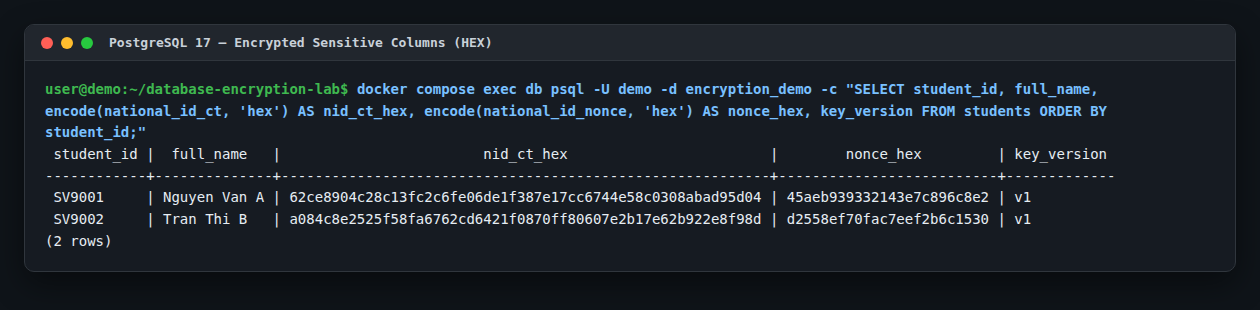 PostgreSQL 17 — Encrypted Sensitive Columns (HEX)
user@demo:~/database-encryption-lab$ docker compose exec db psql -U demo -d encryption_demo -c "SELECT student_id, full_name,
encode(national_id_ct, 'hex') AS nid_ct_hex, encode(national_id_nonce, 'hex') AS nonce_hex, key_version FROM students ORDER BY
student_id;"
 student_id |  full_name   |                        nid_ct_hex                        |        nonce_hex         | key_version
------------+--------------+----------------------------------------------------------+--------------------------+-------------
 SV9001     | Nguyen Van A | 62ce8904c28c13fc2c6fe06de1f387e17cc6744e58c0308abad95d04 | 45aeb939332143e7c896c8e2 | v1
 SV9002     | Tran Thi B   | a084c8e2525f58fa6762cd6421f0870ff80607e2b17e62b922e8f98d | d2558ef70fac7eef2b6c1530 | v1
(2 rows)